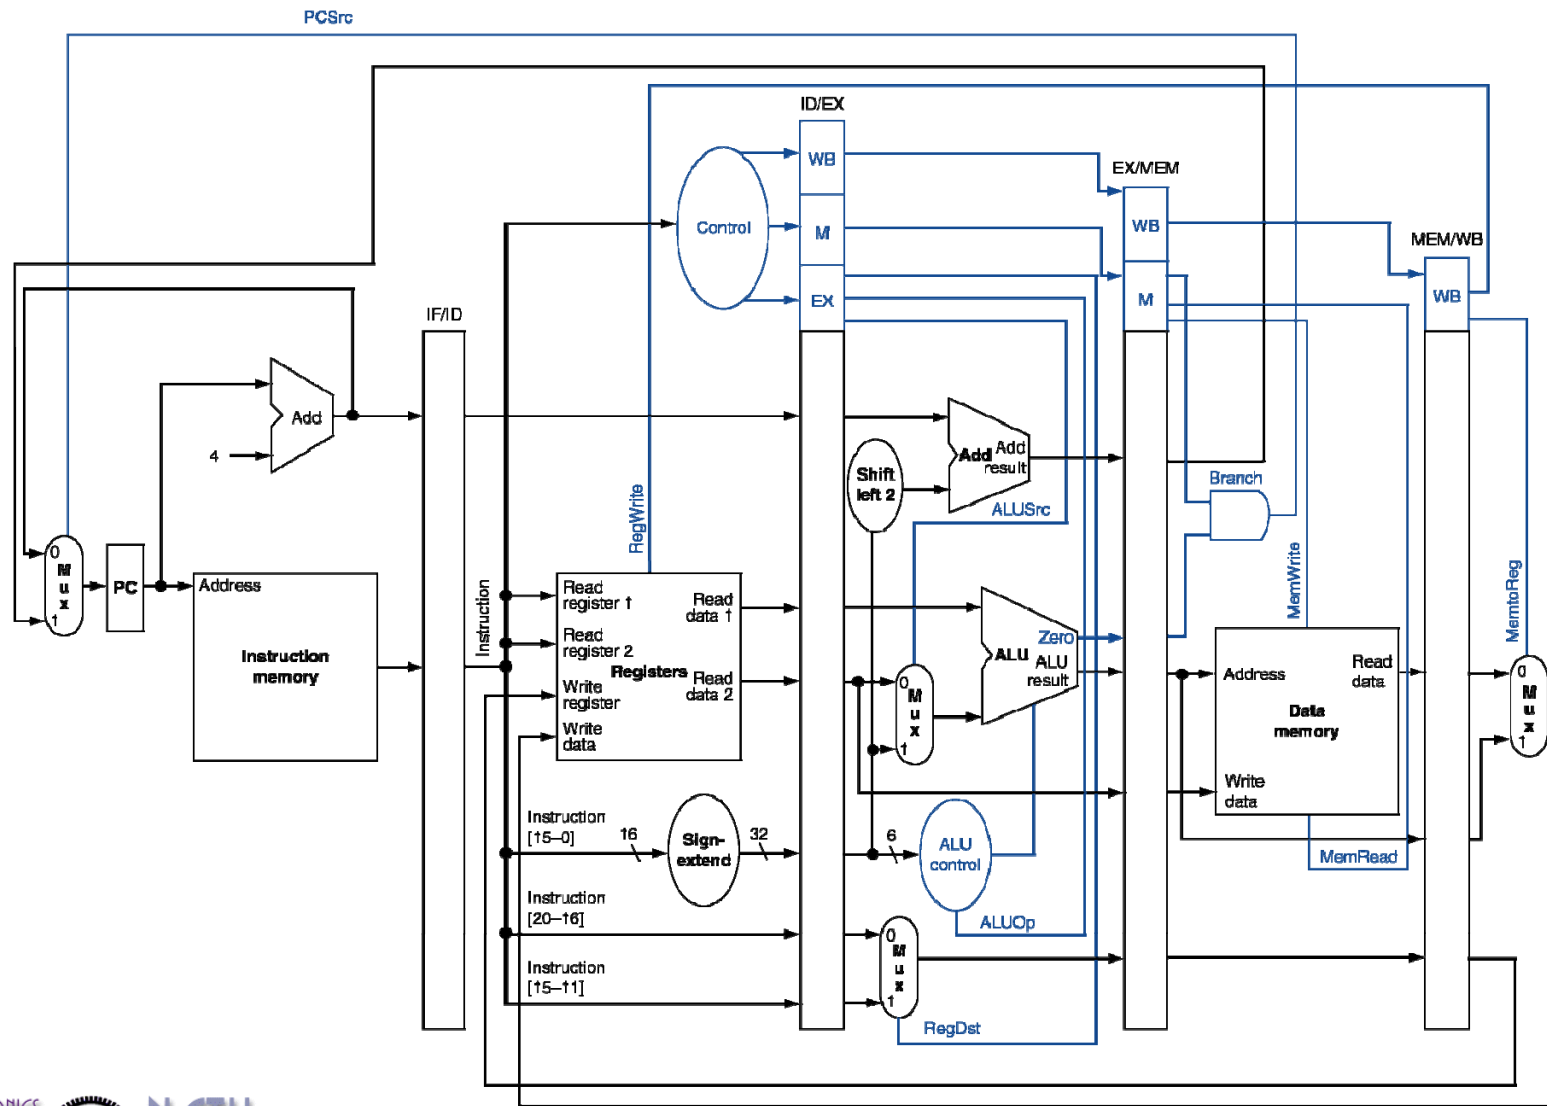 PCSrc
ID/EX
WB
EX/MEM
Control
M
WB
MEM/WB
EX
M
WB
IF/ID
Add
4
Shift
left 2
Add
Add
result
Branch
ALUSrc
RegWrite
MemWrite
MemtoReg
0
M
u
x
1
PC
Address
Instruction
memory
Instruction
Read
register 1
Read
data 1
Read
register 2
Registers
Write
register
Read
data 2
Write
data
0
M
u
x
1
Zero
ALU
ALU
result
Address
Read
data
Data
memory
Write
data
0
M
u
x
1
Instruction
[15–0]
16
Sign-
extend
32
6
ALU
control
MemRead
Instruction
[20–16]
ALUOp
0
M
u
x
1
Instruction
[15–11]
RegDst